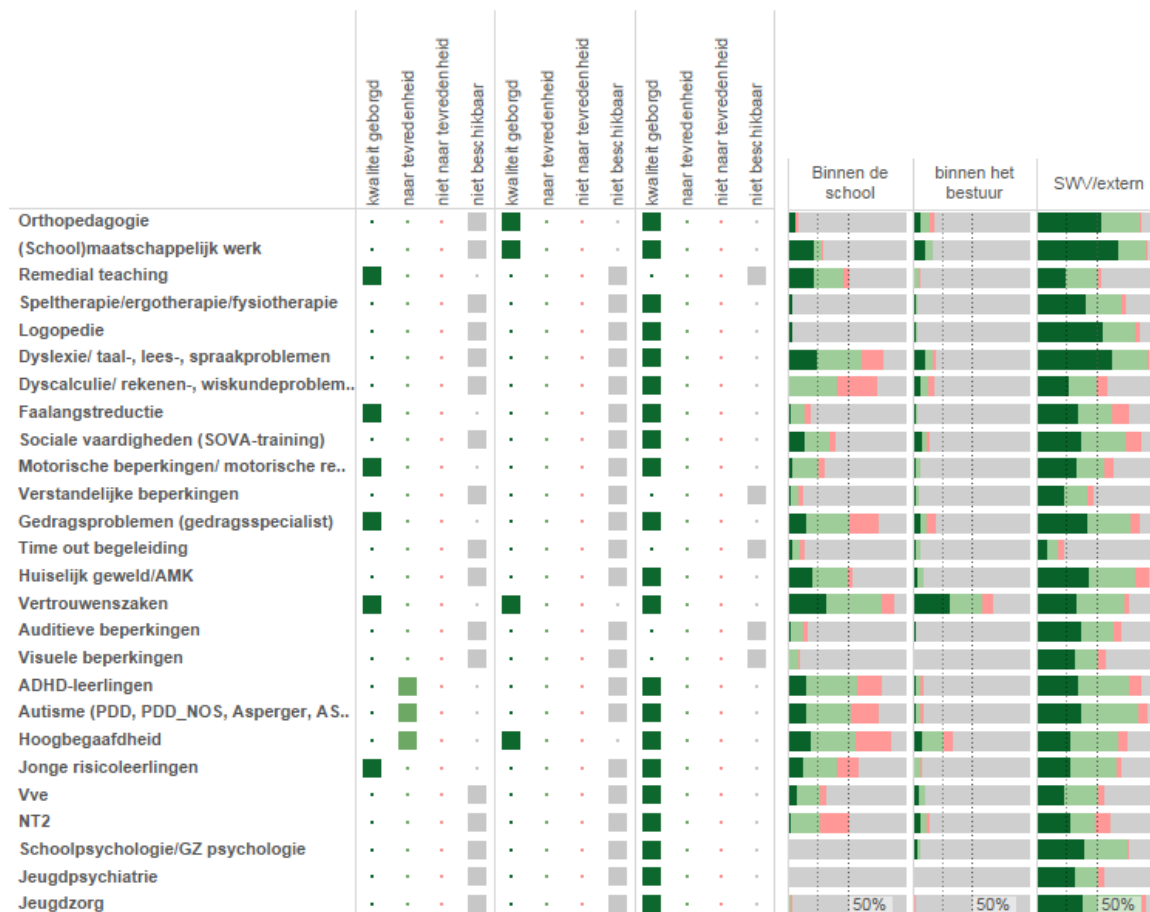 kwaliteit geborgd
naar tevredenheid
niet naar tevredenheid
niet beschikbaar
kwaliteit geborgd
naar tevredenheid
niet naar tevredenheid
niet beschikbaar
kwaliteit geborgd
naar tevredenheid
niet naar tevredenheid
niet beschikbaar
Binnen de
school
binnen het
bestuur
SWV/extern
Orthopedagogie
(School)maatschappelijk werk
Remedial teaching
Speltherapie/ergotherapie/fysiotherapie
Logopedie
Dyslexie/ taal-, lees-, spraakproblemen
Dyscalculie/ rekenen-, wiskundeproblem..
Faalangstreductie
Sociale vaardigheden (SOVA-training)
Motorische beperkingen/ motorische re..
Verstandelijke beperkingen
Gedragsproblemen (gedragsspecialist)
Time out begeleiding
Huiselijk geweld/AMK
Vertrouwenszaken
Auditieve beperkingen
Visuele beperkingen
ADHD-leerlingen
Autisme (PDD, PDD_NOS, Asperger, AS..
Hoogbegaafdheid
Jonge risicoleerlingen
Vve
NT2
Schoolpsychologie/GZ psychologie
Jeugdpsychiatrie
Jeugdzorg 50% 50% 50%